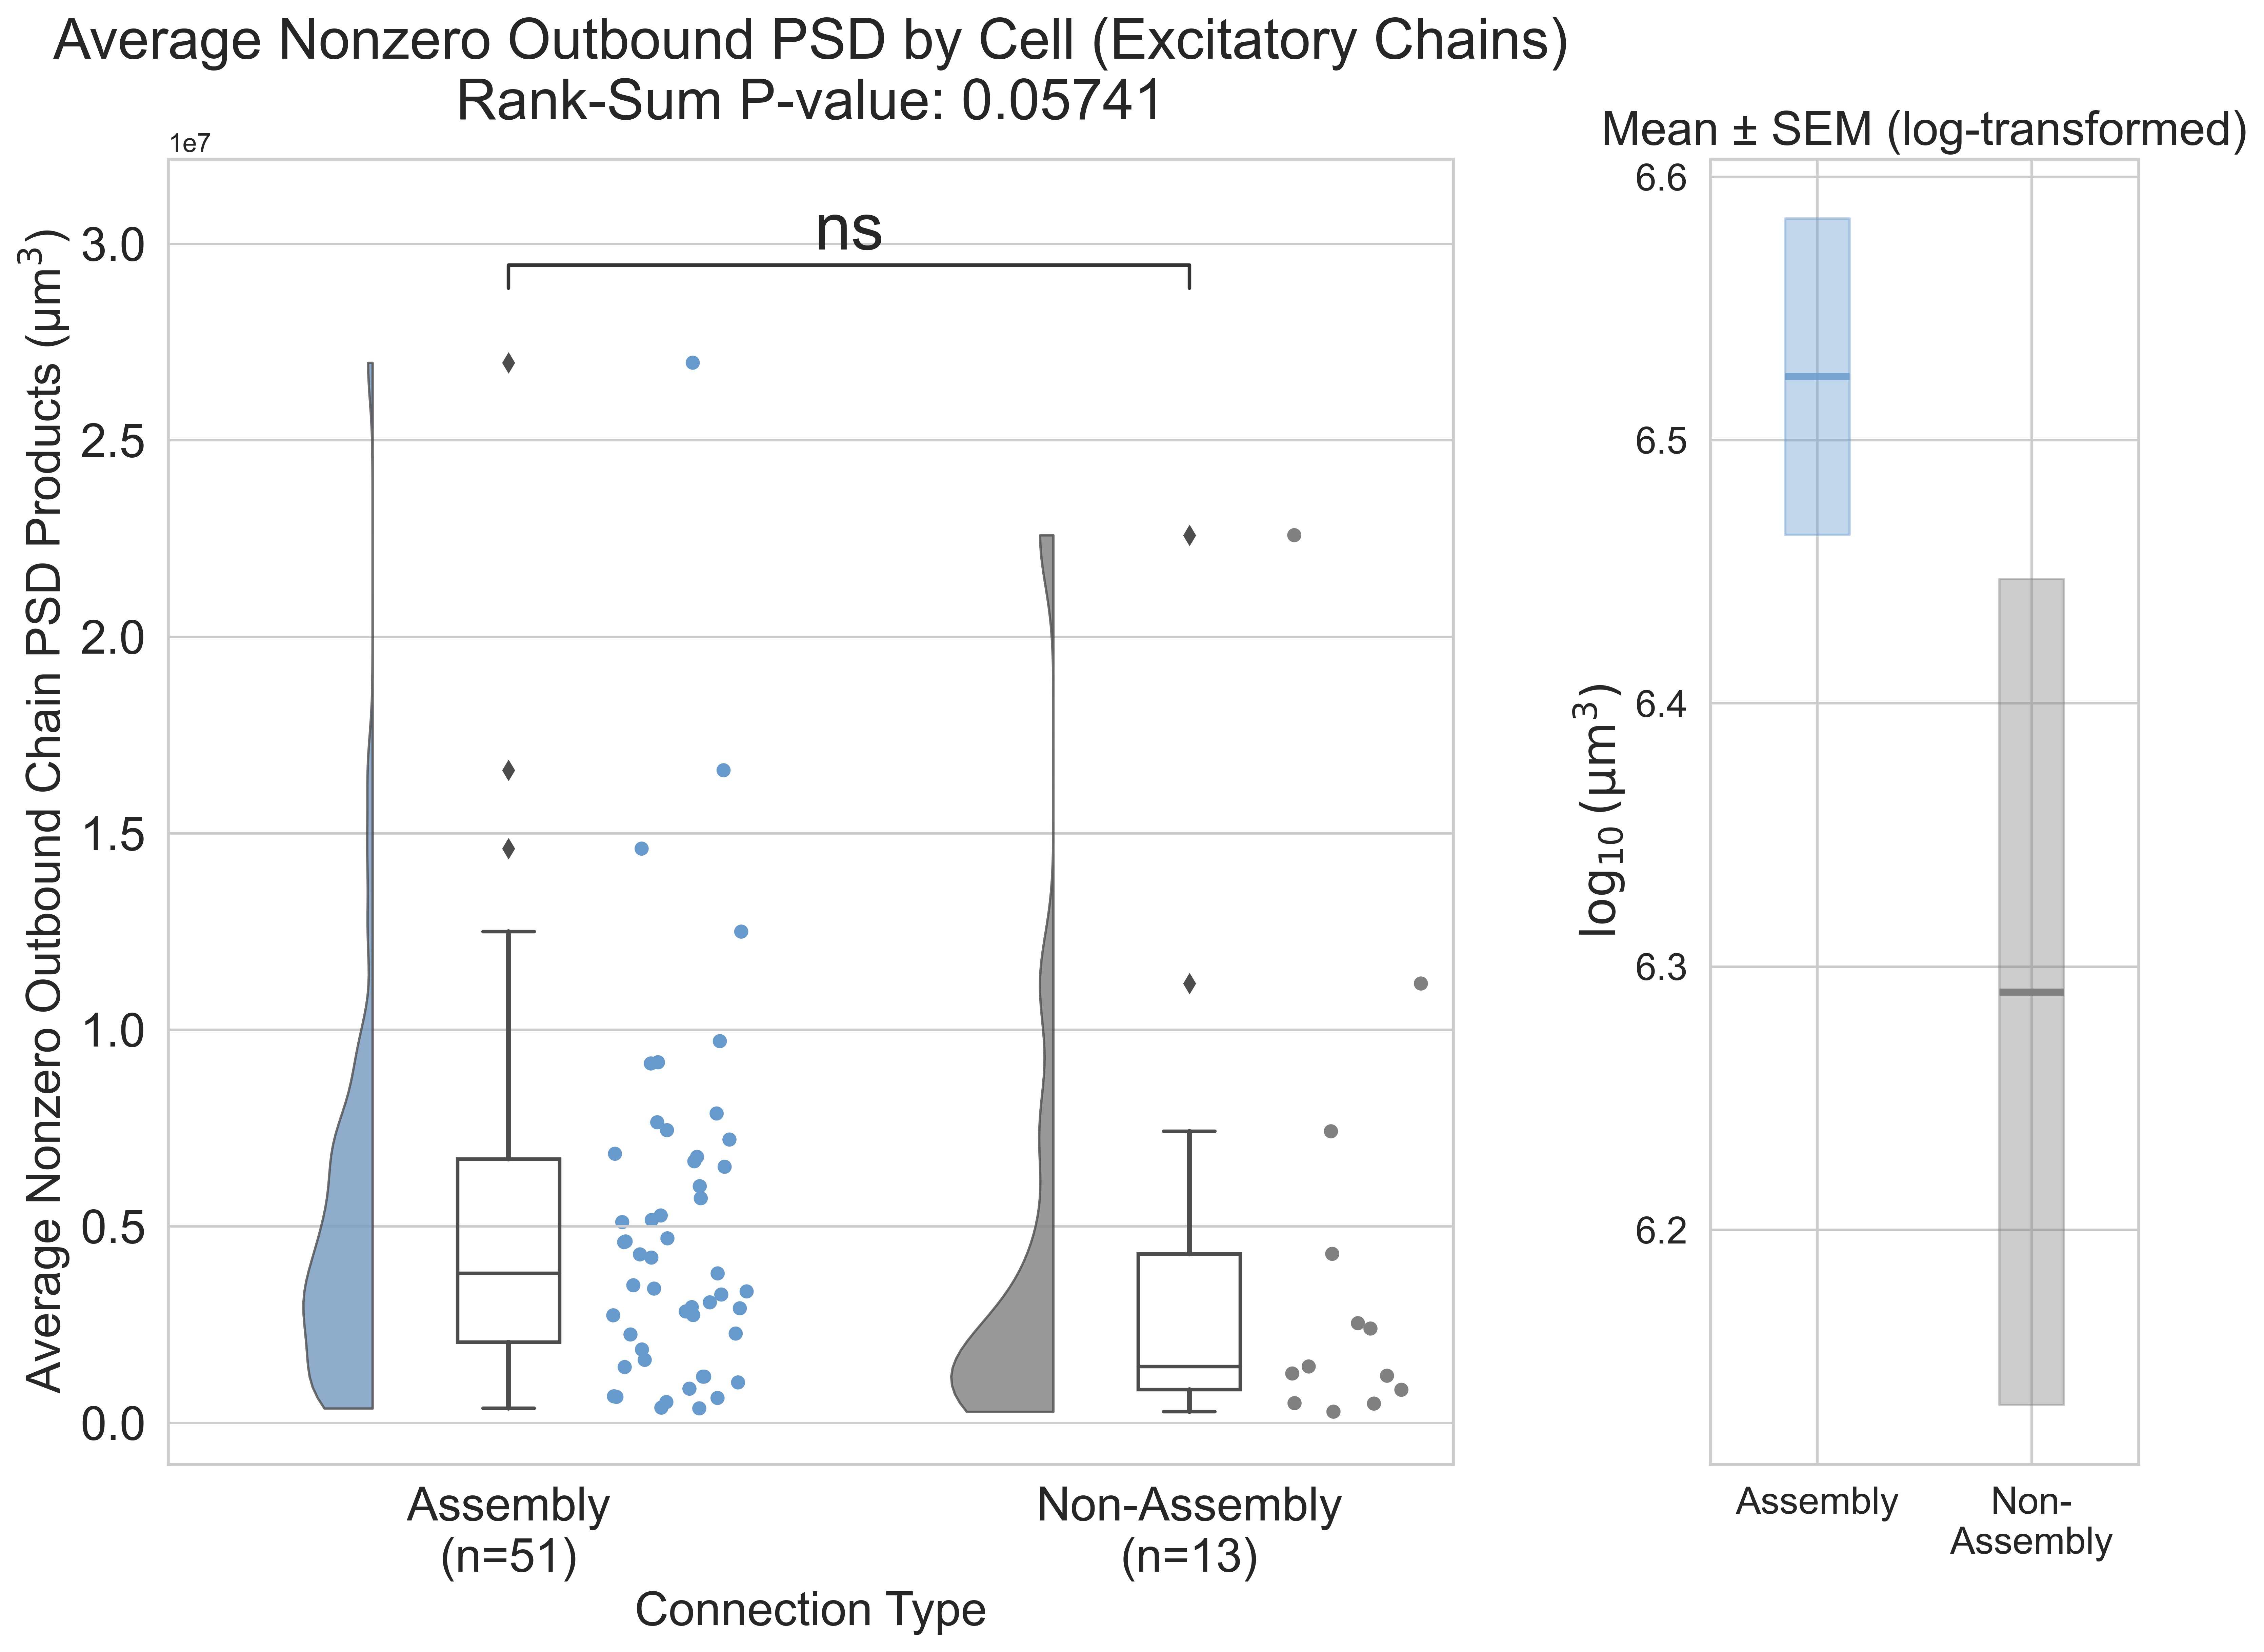 Average Nonzero Outbound PSD by Cell (Excitatory Chains)
Rank-Sum P-value: 0.05741
1e7
Average Nonzero Outbound Chain PSD Products (µm³)
3.0
2.5
2.0
1.5
1.0
0.5
0.0
ns
Assembly
(n=51)
Non-Assembly
(n=13)
Connection Type
Mean ± SEM (log-transformed)
log₁₀ (µm³)
6.6
6.5
6.4
6.3
6.2
Assembly
Non-
Assembly